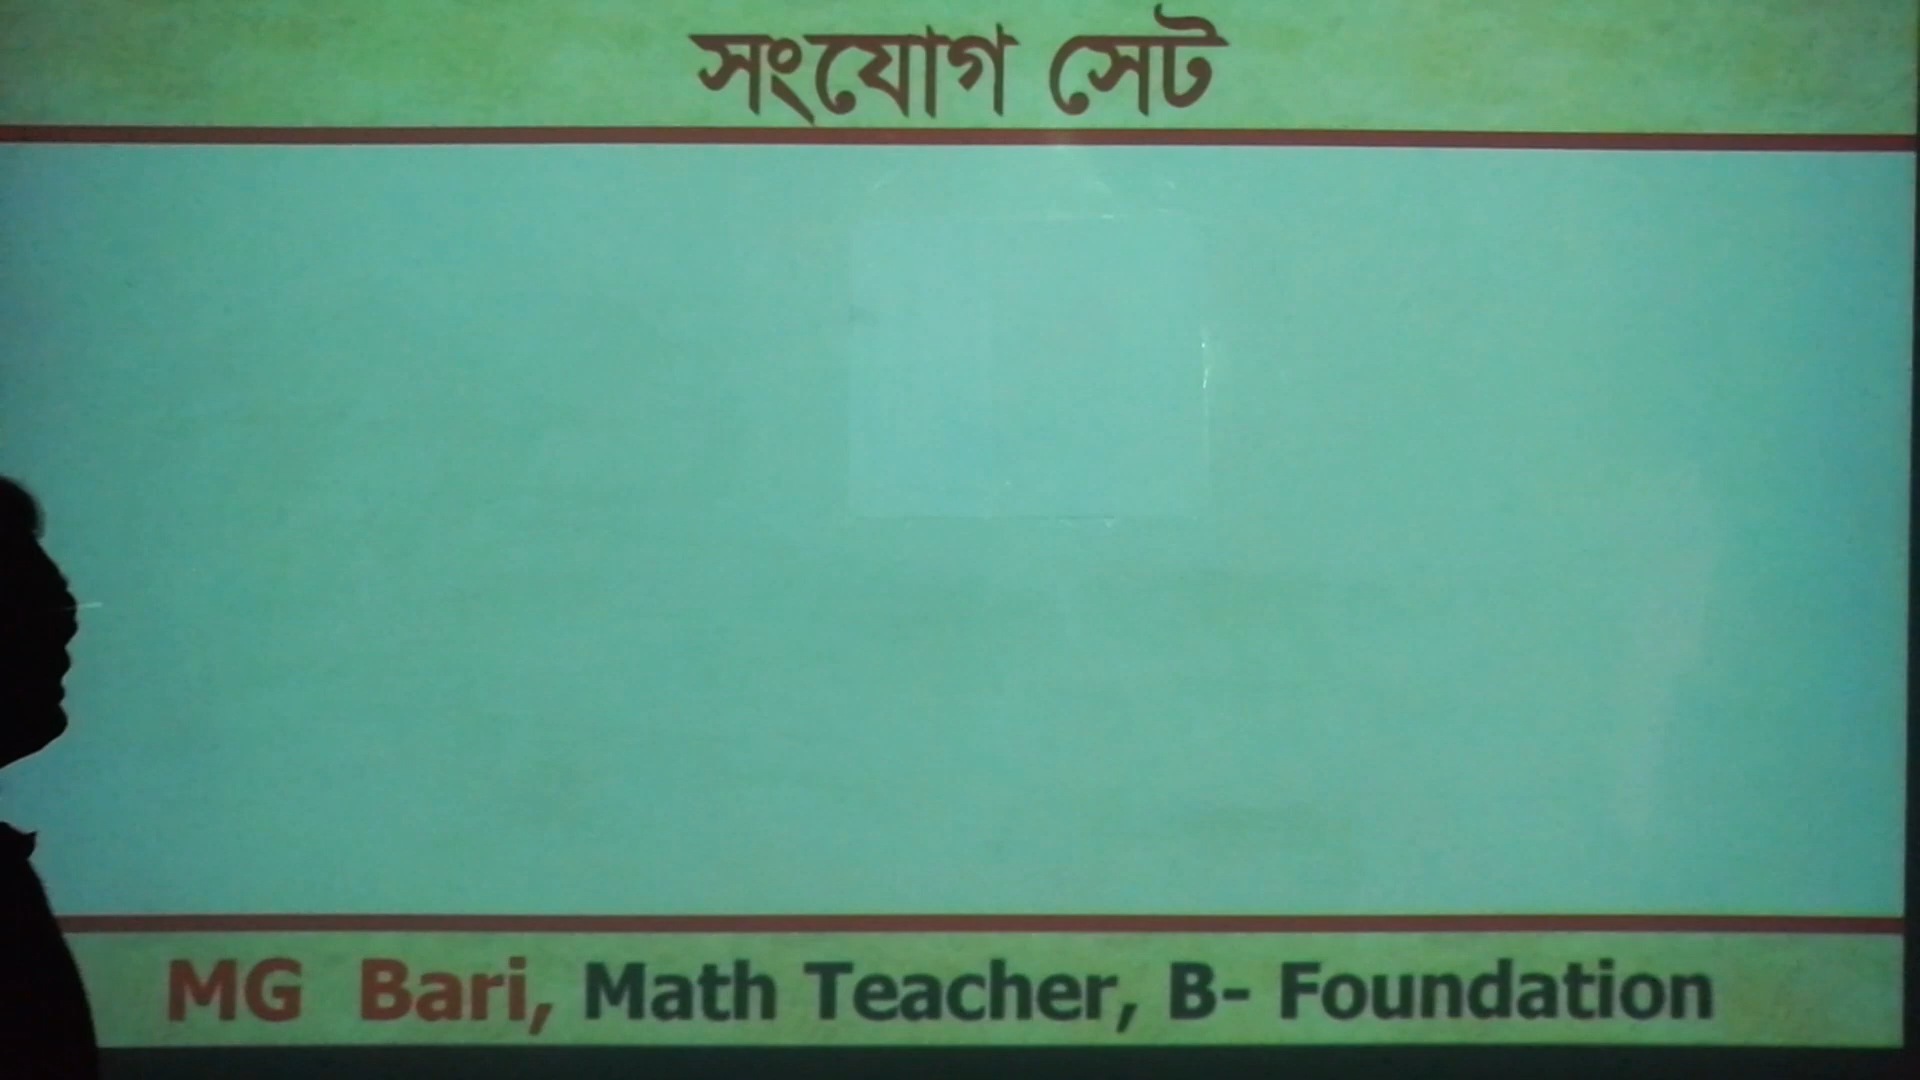 সংযোগ সেট
MG Bari, Math Teacher, B- Foundation